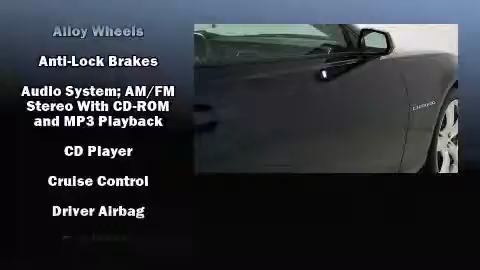 Alloy Wheels
Anti-Lock Brakes
Audio System; AM/FM
Stereo With CD-ROM
and MP3 Playback
CD Player
Cruise Control
Driver Airbag